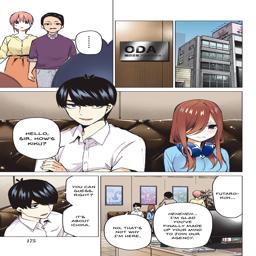 .......
ODA
HELLO,
SIR. HOW'S
KIKU?
YOU CAN
GUESS,
RIGHT?
IT'S
ABOUT
ICHIKA.
FUTARO-
KUN...
HEHEHEH...
I'M GLAD
YOU'VE
FINALLY MADE
UP YOUR MIND
TO JOIN OUR
AGENCY.
NO, THAT'S
NOT WHY
I'M HERE.
175